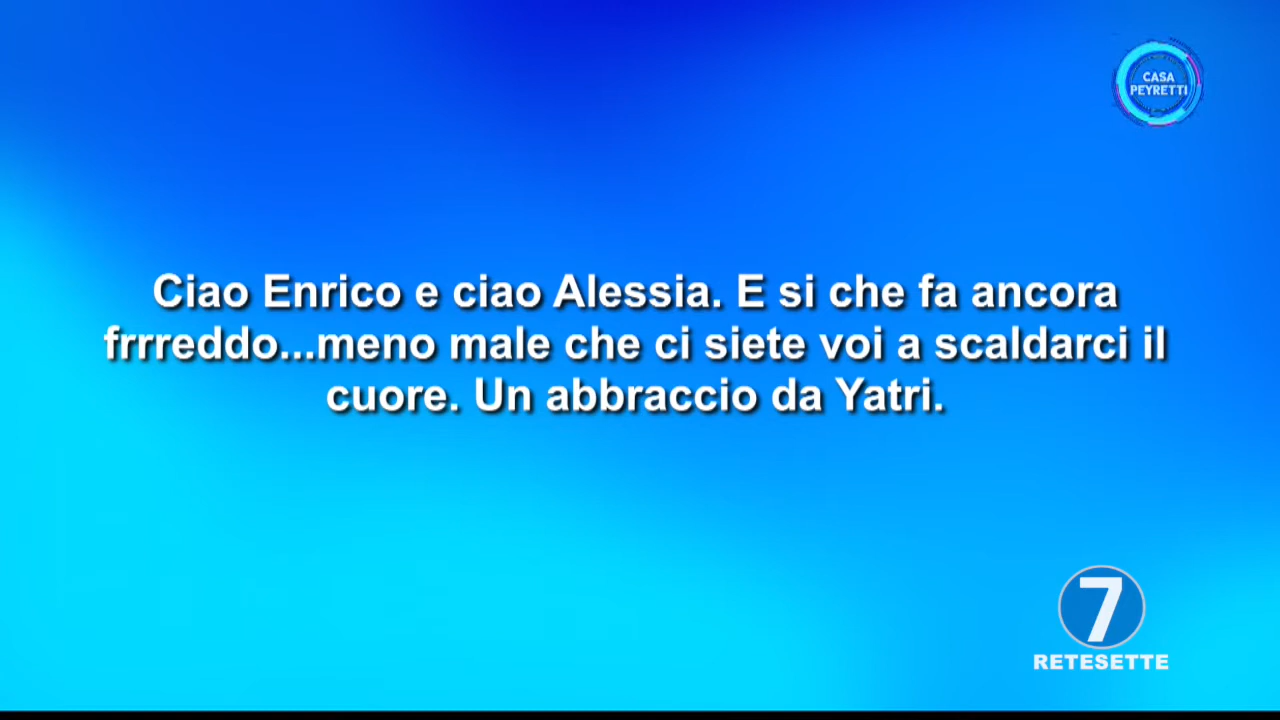 CASA
PEYRETTI
Ciao Enrico e ciao Alessia. E si che fa ancora
frrreddo...meno male che ci siete voi a scaldarci il
cuore. Un abbraccio da Yatri.
7
RETESETTE